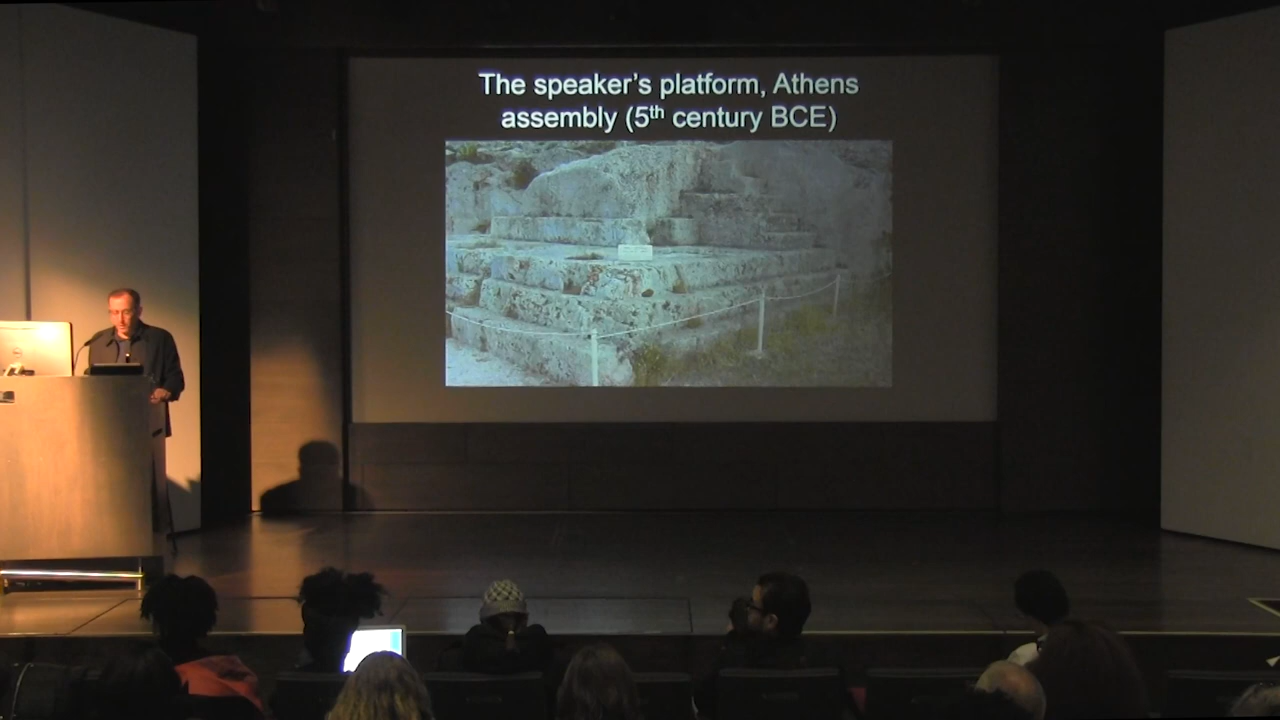 The speaker's platform, Athens
assembly (5th century BCE)